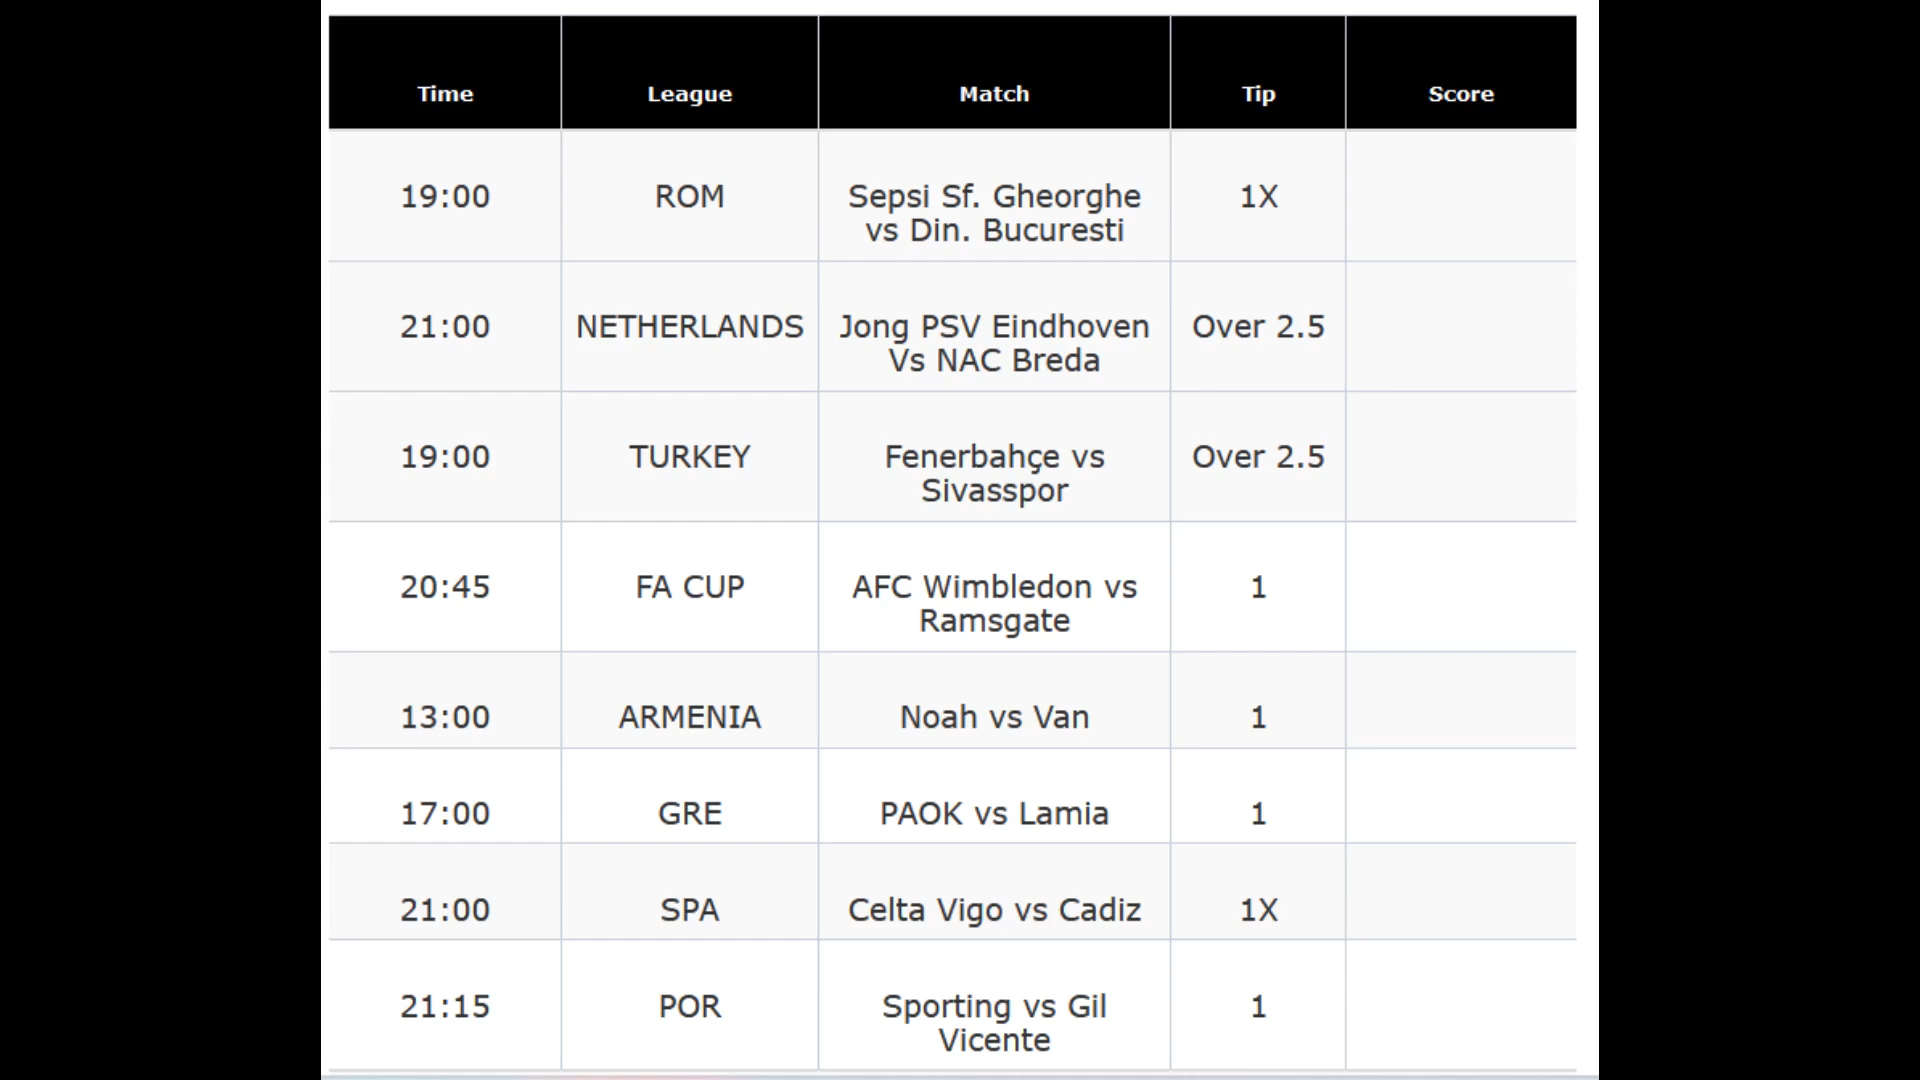 Time League Match Tip Score
19:00 ROM Sepsi Sf. Gheorghe 1X
vs Din. Bucuresti
21:00 NETHERLANDS Jong PSV Eindhoven Over 2.5
Vs NAC Breda
19:00 TURKEY Fenerbahçe vs Over 2.5
Sivasspor
20:45 FA CUP AFC Wimbledon vs 1
Ramsgate
13:00 ARMENIA Noah vs Van 1
17:00 GRE PAOK vs Lamia 1
21:00 SPA Celta Vigo vs Cadiz 1X
21:15 POR Sporting vs Gil 1
Vicente